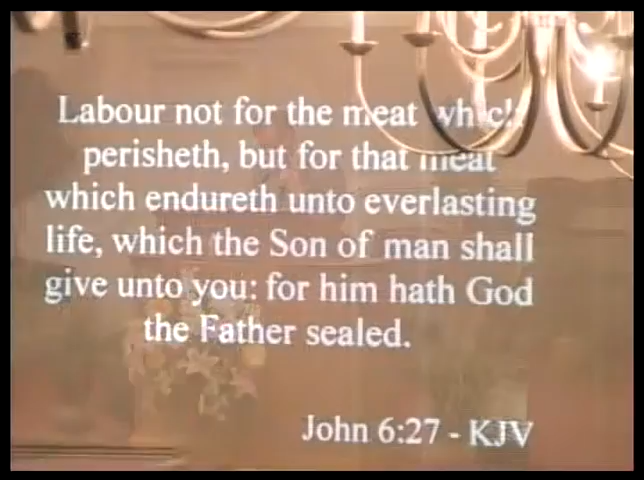 Labour not for the meat which
perisheth, but for that meat
which endureth unto everlasting
life, which the Son of man shall
give unto you: for him hath God
the Father sealed.
John 6:27 - KJV